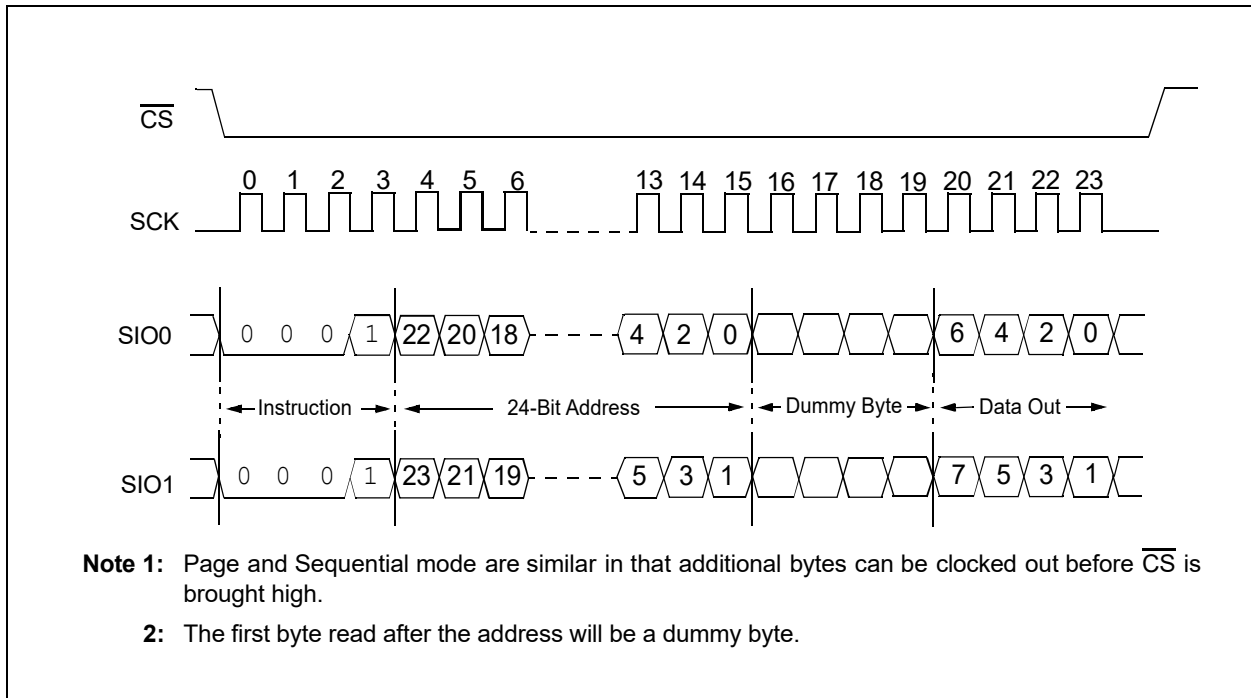 CS
0 1 2 3 4 5 6 13 14 15 16 17 18 19 20 21 22 23
SCK
SIO0 0 0 0 1 22 20 18 4 2 0 6 4 2 0
Instruction 24-Bit Address Dummy Byte Data Out
SIO1 0 0 0 1 23 21 19 5 3 1 7 5 3 1
Note 1: Page and Sequential mode are similar in that additional bytes can be clocked out before CS is
brought high.
2: The first byte read after the address will be a dummy byte.